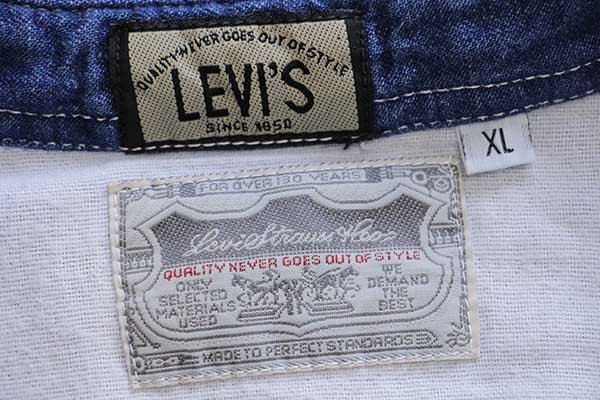 QUALITY NEVER GOES OUT OF STYLE
LEVI'S
SINCE 1850
XL
FOR OVER 130 YEARS
Levi Strauss & Co
QUALITY NEVER GOES OUT OF STYLE
ONLY
SELECTED
MATERIALS
USED
WE
DEMAND
BEST
MADE TO PERFECT STANDARDS